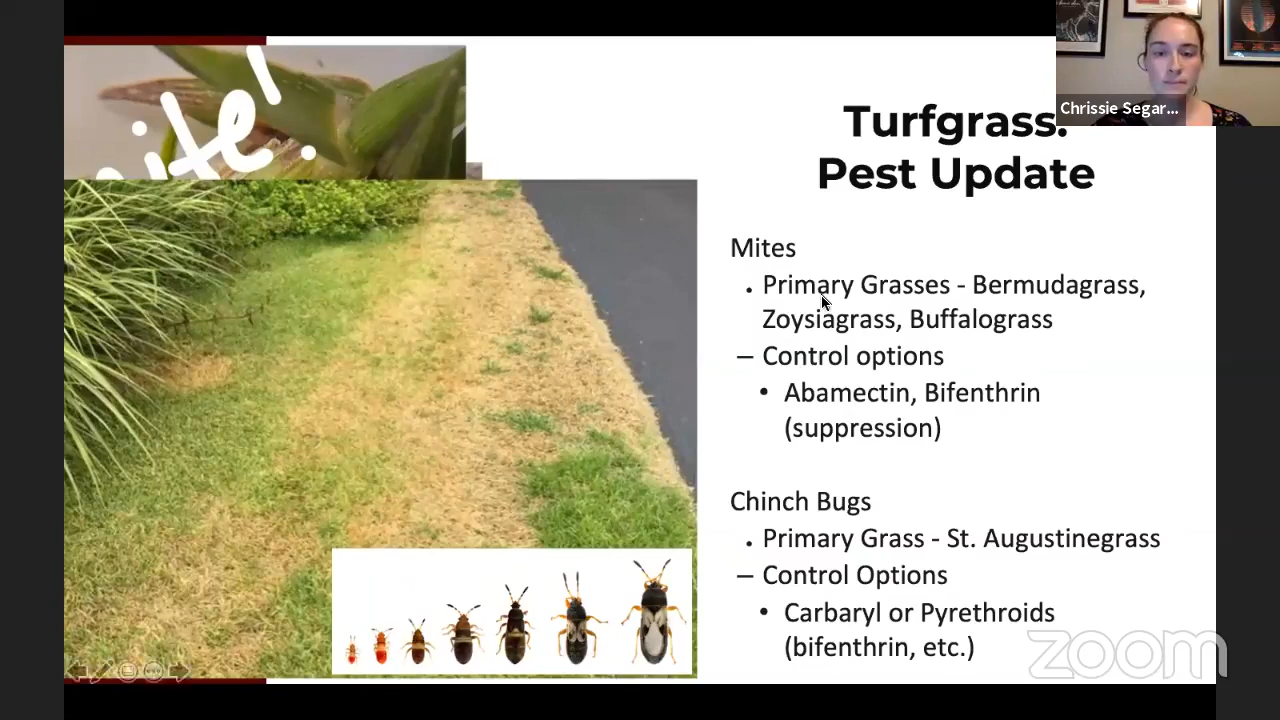 Chrissie Segar...
Turfgrass:
Pest Update
Mites
• Primary Grasses - Bermudagrass,
Zoysiagrass, Buffalograss
– Control options
• Abamectin, Bifenthrin
(suppression)
Chinch Bugs
• Primary Grass - St. Augustinegrass
– Control Options
• Carbaryl or Pyrethroids
(bifenthrin, etc.)
zoom